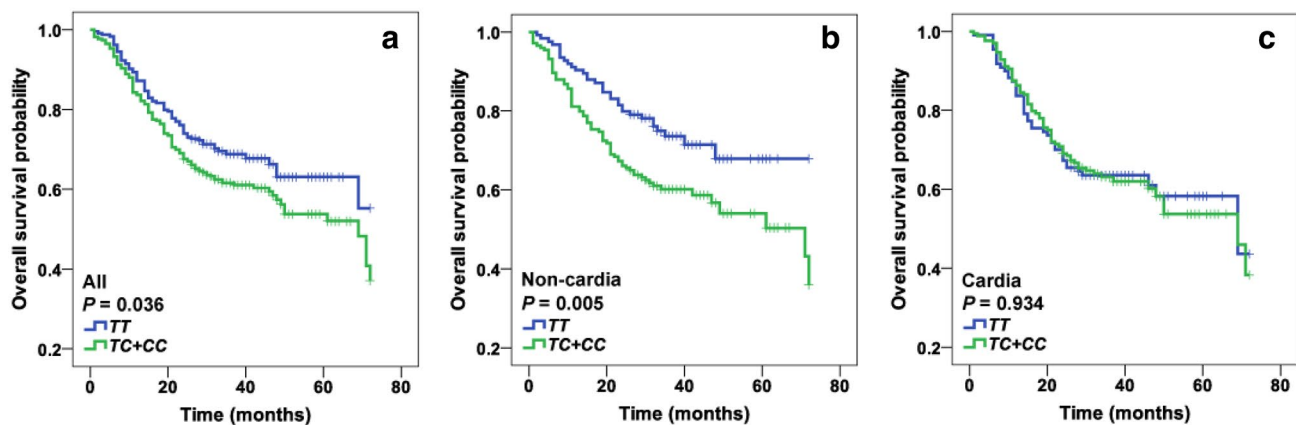 a
Overall survival probability
1.0
0.8
0.6
0.4
0.2
All
P = 0.036
TT
TC+CC
0 20 40 60 80
Time (months)
b
Overall survival probability
1.0
0.8
0.6
0.4
0.2
Non-cardia
P = 0.005
TT
TC+CC
0 20 40 60 80
Time (months)
c
Overall survival probability
1.0
0.8
0.6
0.4
0.2
Cardia
P = 0.934
TT
TC+CC
0 20 40 60 80
Time (months)